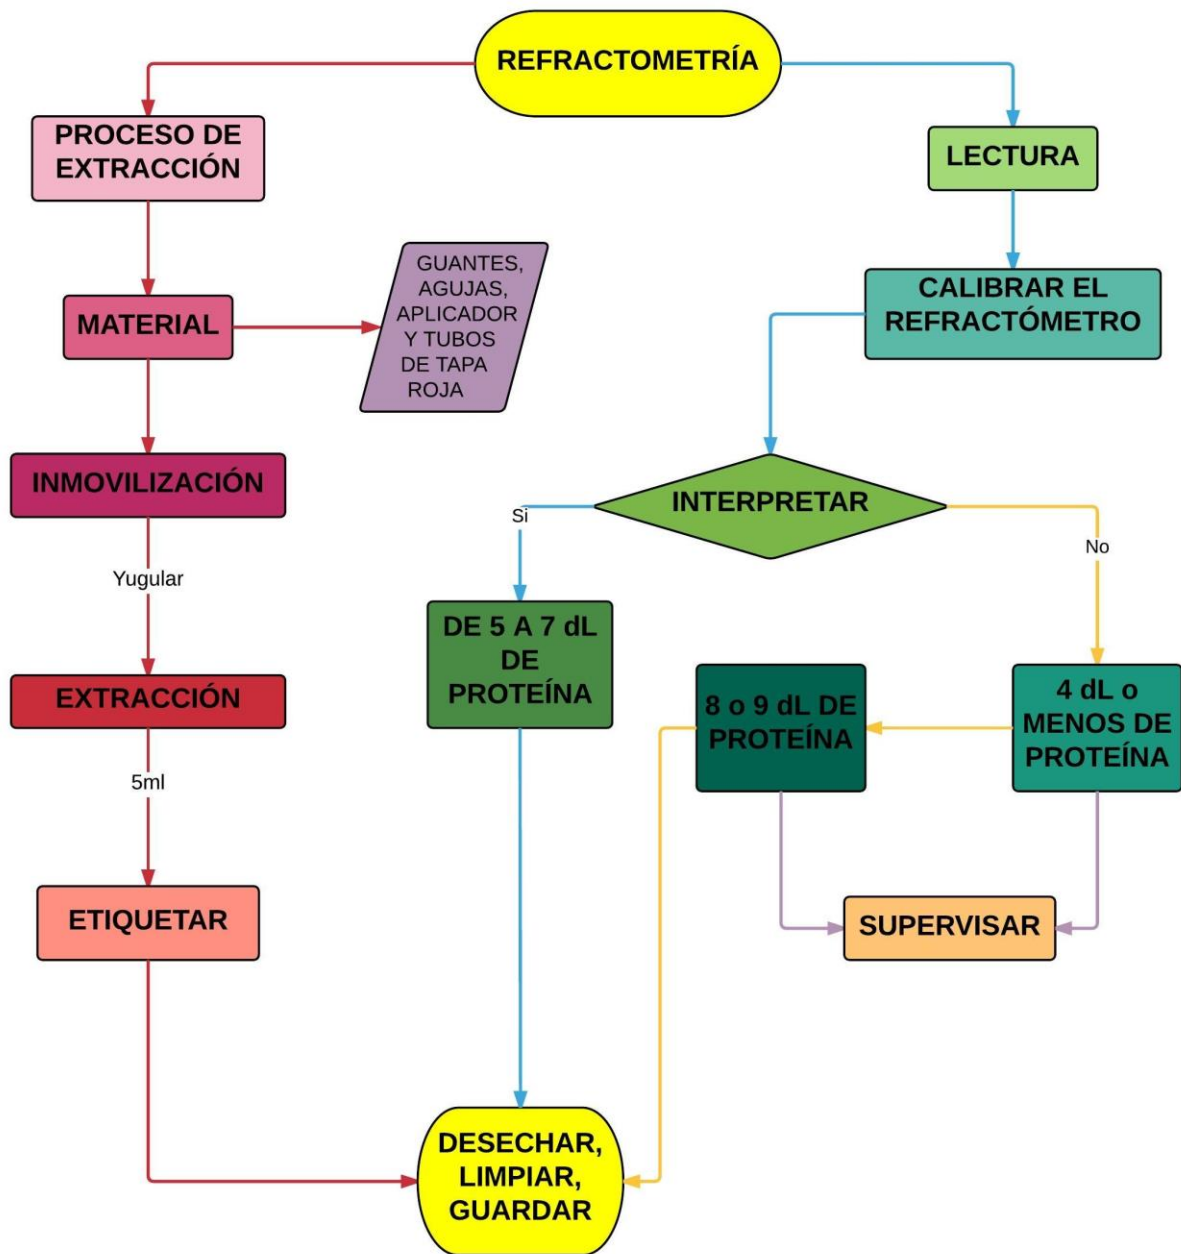 REFRACTOMETRÍA
PROCESO DE
EXTRACCIÓN
LECTURA
GUANTES,
AGUJAS,
APLICADOR
Y TUBOS
DE TAPA
ROJA
MATERIAL
CALIBRAR EL
REFRACTÓMETRO
INMOVILIZACIÓN
INTERPRETAR
Si
No
Yugular
DE 5 A 7 dL
DE
PROTEÍNA
EXTRACCIÓN
8 o 9 dL DE
PROTEÍNA
4 dL o
MENOS DE
PROTEÍNA
5ml
ETIQUETAR
SUPERVISAR
DESECHAR,
LIMPIAR,
GUARDAR